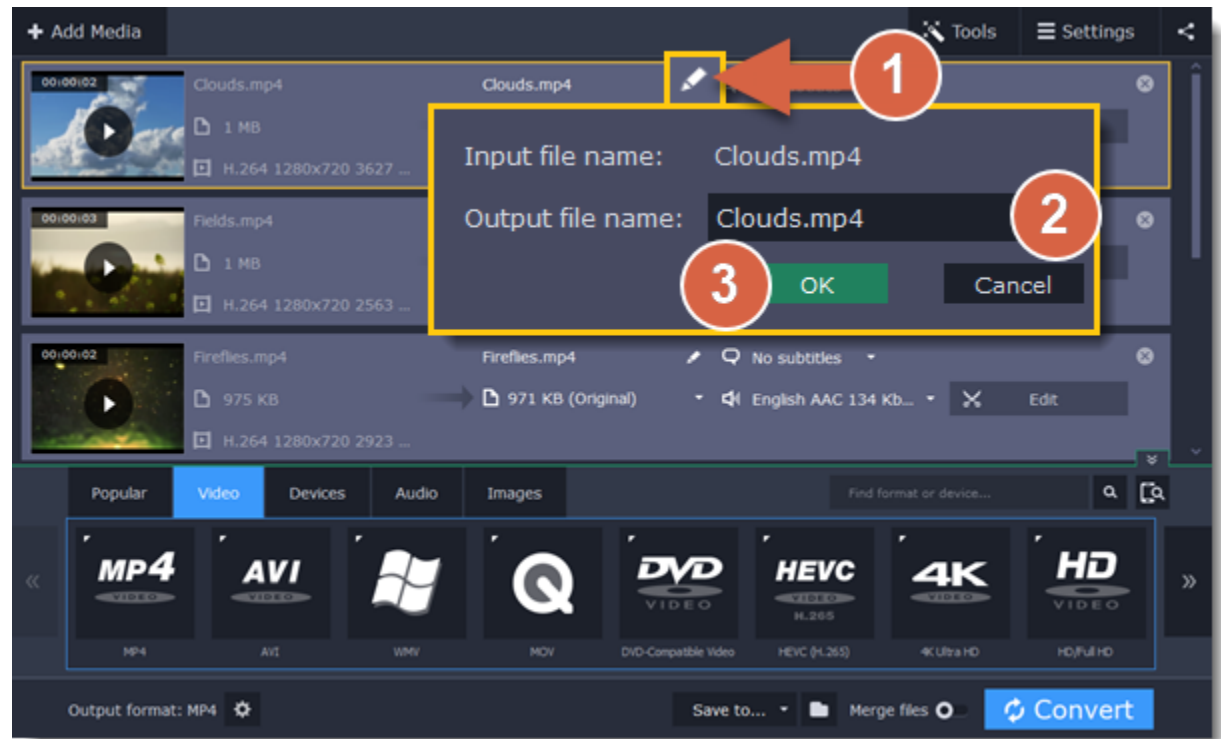 + Add Media
Tools
Settings
1
00:00:02
Clouds.mp4
Clouds.mp4
1 MB
H.264 1280x720 3627 ...
Input file name: Clouds.mp4
Output file name: Clouds.mp4
2
3
OK
Cancel
00:00:03
Fields.mp4
1 MB
H.264 1280x720 2563 ...
00:00:02
Fireflies.mp4
Fireflies.mp4
No subtitles
975 KB
971 KB (Original)
English AAC 134 Kb...
Edit
H.264 1280x720 2923 ...
Popular
Video
Devices
Audio
Images
Find format or device...
MP4
VIDEO
AVI
VIDEO
DVD
VIDEO
HEVC
VIDEO
H.265
4K
VIDEO
HD
VIDEO
MP4
AVI
WMV
MOV
DVD-Compatible Video
HEVC (H.265)
4K Ultra HD
HD/Full HD
Output format: MP4
Save to...
Merge files
Convert